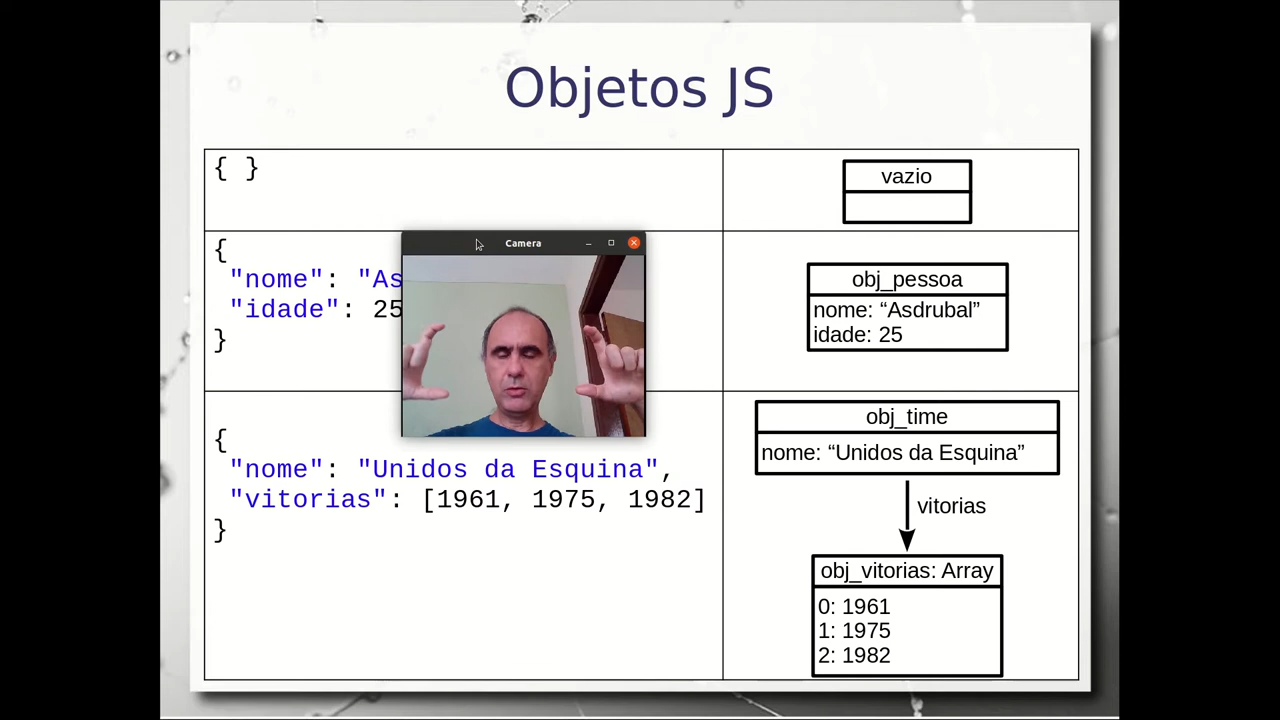 Objetos JS
{ }
vazio
{
"nome": "As
"idade": 25
}
Camera
obj_pessoa
nome: “Asdrubal”
idade: 25
{
"nome": "Unidos da Esquina",
"vitorias": [1961, 1975, 1982]
}
obj_time
nome: “Unidos da Esquina”
vitorias
obj_vitorias: Array
0: 1961
1: 1975
2: 1982